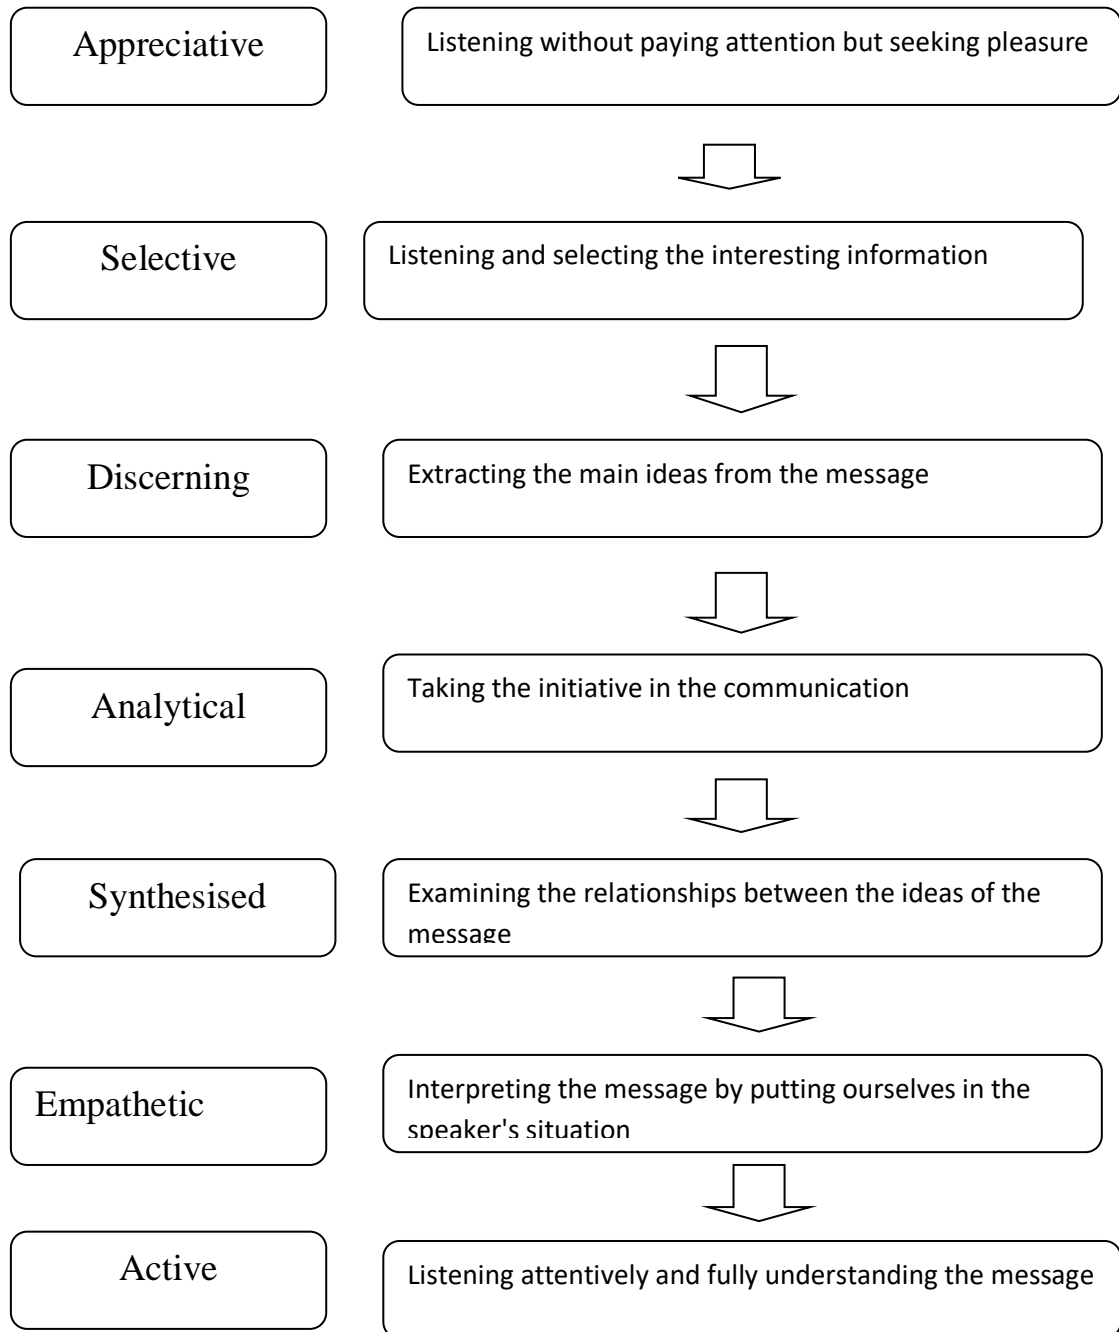 Appreciative
Listening without paying attention but seeking pleasure
Selective
Listening and selecting the interesting information
Discerning
Extracting the main ideas from the message
Analytical
Taking the initiative in the communication
Synthesised
Examining the relationships between the ideas of the
message
Empathetic
Interpreting the message by putting ourselves in the
speaker's situation
Active
Listening attentively and fully understanding the message